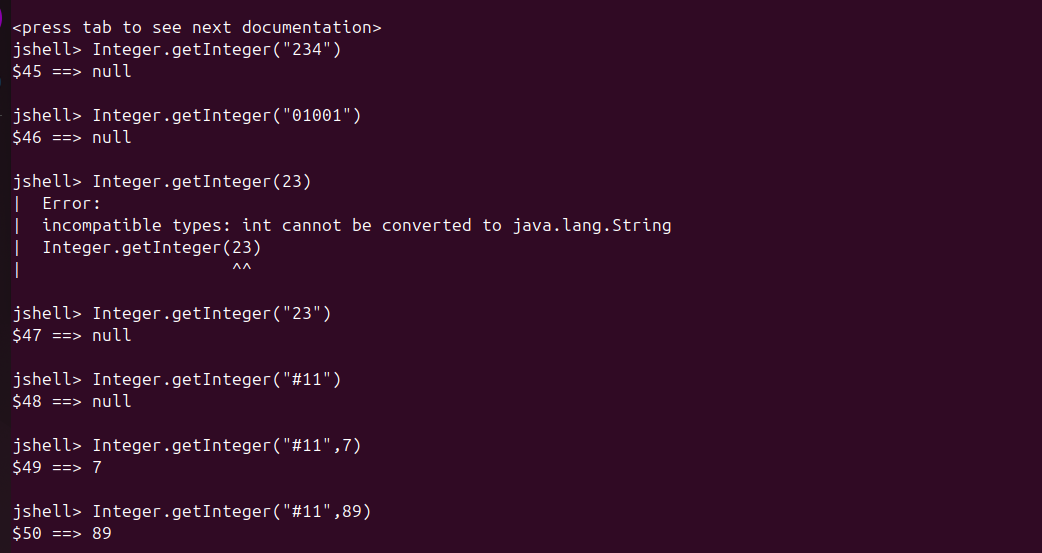 <press tab to see next documentation>
jshell> Integer.getInteger("234")
$45 ==> null
jshell> Integer.getInteger("01001")
$46 ==> null
jshell> Integer.getInteger(23)
|  Error:
|  incompatible types: int cannot be converted to java.lang.String
|  Integer.getInteger(23)
|                     ^^
jshell> Integer.getInteger("23")
$47 ==> null
jshell> Integer.getInteger("#11")
$48 ==> null
jshell> Integer.getInteger("#11",7)
$49 ==> 7
jshell> Integer.getInteger("#11",89)
$50 ==> 89